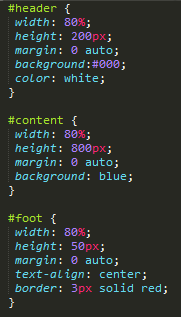 #header {
width: 80%;
height: 200px;
margin: 0 auto;
background:#000;
color: white;
}
#content {
width: 80%;
height: 800px;
margin: 0 auto;
background: blue;
}
#foot {
width: 80%;
height: 50px;
margin: 0 auto;
text-align: center;
border: 3px solid red;
}